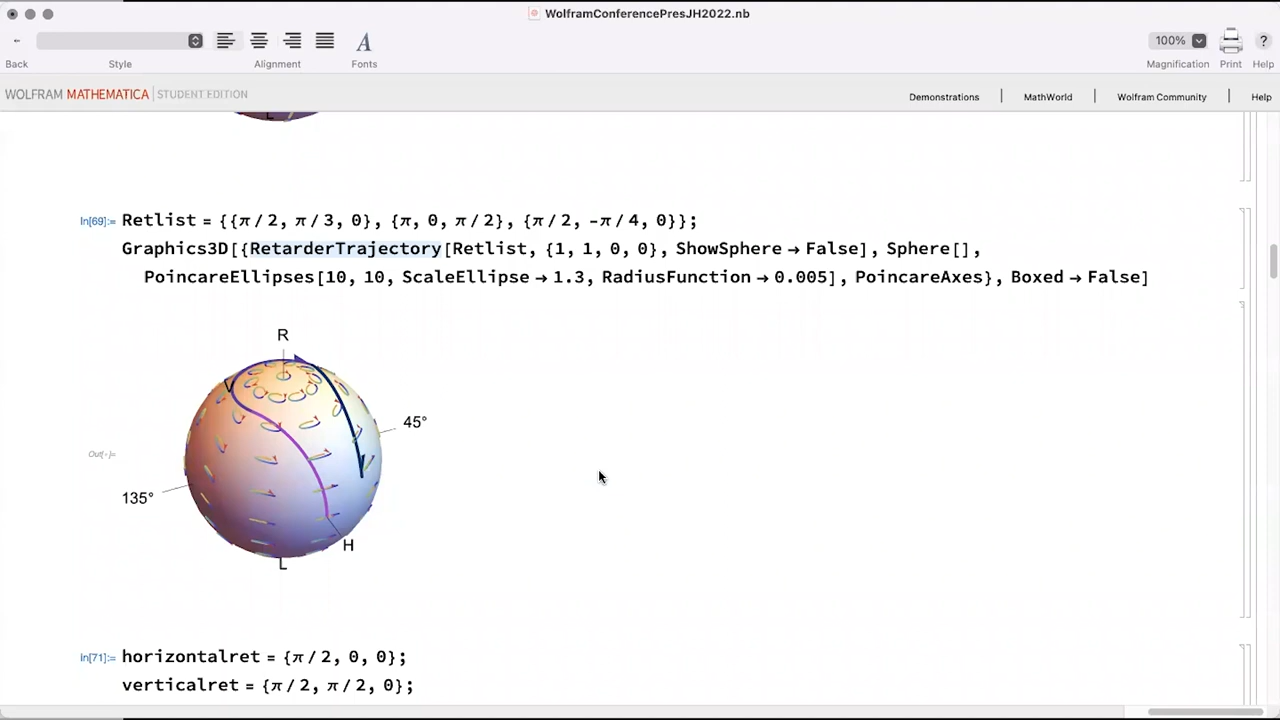 WolframConferencePresJH2022.nb
100%
Back
Style
Alignment
A
Fonts
Magnification
Print
?
Help
WOLFRAM MATHEMATICA | STUDENT EDITION
Demonstrations
MathWorld
Wolfram Community
Help
L
In[69]:= Retlist = {{π/2, π/3, 0}, {π, 0, π/2}, {π/2, -π/4, 0}};
Graphics3D[{RetarderTrajectory[Retlist, {1, 1, 0, 0}, ShowSphere → False], Sphere[],
PoincareEllipses[10, 10, ScaleEllipse → 1.3, RadiusFunction → 0.005], PoincareAxes}, Boxed → False]
R
V
45°
Out[◦]=
135°
H
L
In[71]:= horizontalret = {π/2, 0, 0};
verticalret = {π/2, π/2, 0};